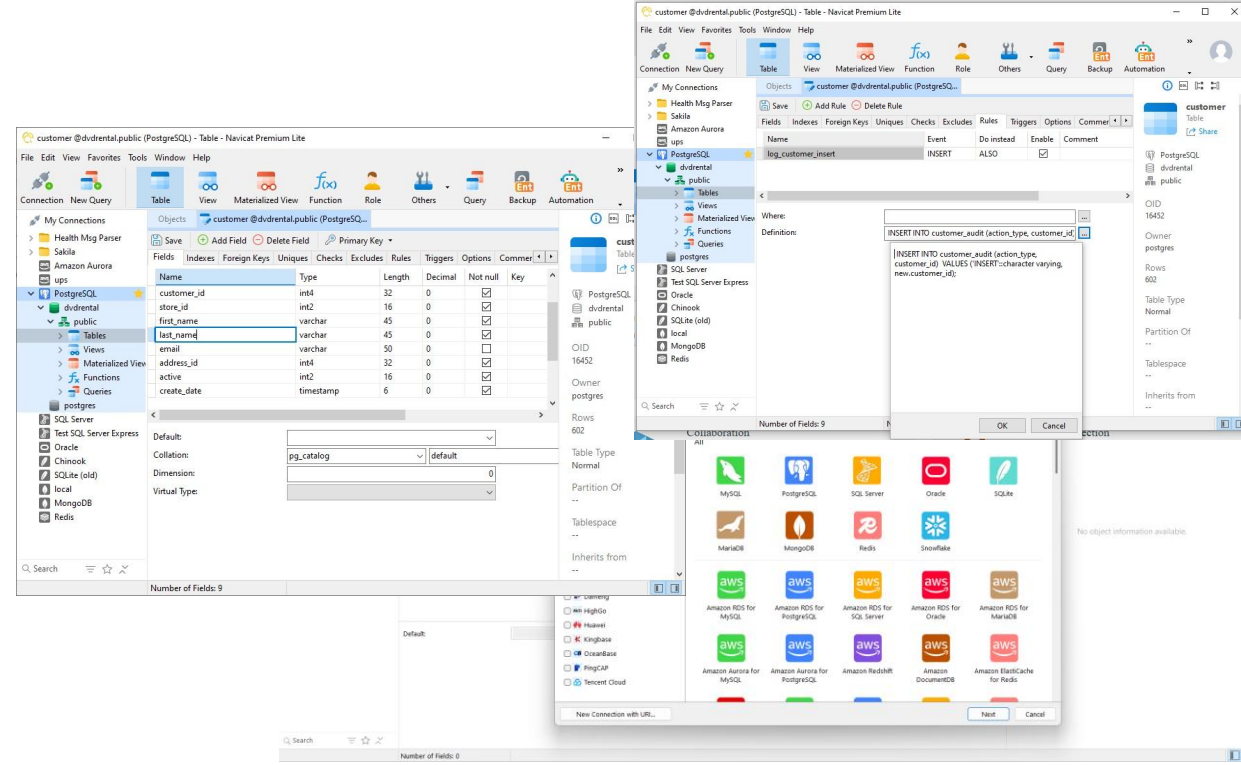 customer @dvdrental.public (PostgreSQL) - Table - Navicat Premium Lite
File Edit View Favorites Tools Window Help
Connection New Query Table View Materialized View Function Role Others Query Backup Automation
Ent Ent
My Connections
Health Msg Parser
Sakila
Amazon Aurora
ups
PostgreSQL
dvdrental
public
Tables
Views
Materialized View
Functions
Queries
postgres
SQL Server
Test SQL Server Express
Oracle
Chinook
SQLite (old)
local
MongoDB
Redis
Search
Objects customer @dvdrental.public (PostgreSQ...
Save Add Rule Delete Rule
Fields Indexes Foreign Keys Uniques Checks Excludes Rules Triggers Options Commer
Name Event Do instead Enable Comment
log_customer_insert INSERT ALSO
Where:
Definition: INSERT INTO customer_audit (action_type, customer_id)
INSERT INTO customer_audit (action_type,
customer_id) VALUES ('INSERT'::character varying,
new.customer_id);
OK Cancel
Number of Fields: 9
customer
Table
Share
PostgreSQL
dvdrental
public
OID
16452
Owner
postgres
Rows
602
Table Type
Normal
Partition Of
--
Tablespace
--
Inherits from
--
customer @dvdrental.public (PostgreSQL) - Table - Navicat Premium Lite
File Edit View Favorites Tools Window Help
Connection New Query Table View Materialized View Function Role Others Query Backup Automation
Ent Ent
My Connections
Health Msg Parser
Sakila
Amazon Aurora
ups
PostgreSQL
dvdrental
public
Tables
Views
Materialized View
Functions
Queries
postgres
SQL Server
Test SQL Server Express
Oracle
Chinook
SQLite (old)
local
MongoDB
Redis
Search
Objects customer @dvdrental.public (PostgreSQ...
Save Add Field Delete Field Primary Key
Fields Indexes Foreign Keys Uniques Checks Excludes Rules Triggers Options Commer
Name Type Length Decimal Not null Key
customer_id int4 32 0
store_id int2 16 0
first_name varchar 45 0
last_name varchar 45 0
email varchar 50 0
address_id int4 32 0
active int2 16 0
create_date timestamp 6 0
Default:
Collation: pg_catalog default
Dimension: 0
Virtual Type:
Number of Fields: 9
cust
Table
PostgreSQL
dvdrental
public
OID
16452
Owner
postgres
Rows
602
Table Type
Normal
Partition Of
--
Tablespace
--
Inherits from
--
Collaboration
All
MySQL PostgreSQL SQL Server Oracle SQLite
MariaDB MongoDB Redis Snowflake
aws aws aws aws aws
Amazon RDS for MySQL
Amazon RDS for PostgreSQL
Amazon RDS for SQL Server
Amazon RDS for Oracle
Amazon RDS for MariaDB
aws aws aws aws aws
Amazon Aurora for MySQL
Amazon Aurora for PostgreSQL
Amazon Redshift
Amazon DocumentDB
Amazon ElastiCache for Redis
HighGo
Huawei
Kingbase
OceanBase
PingCAP
Tencent Cloud
New Connection with URI... Next Cancel
No object information available.
Default:
Search
Number of Fields: 0